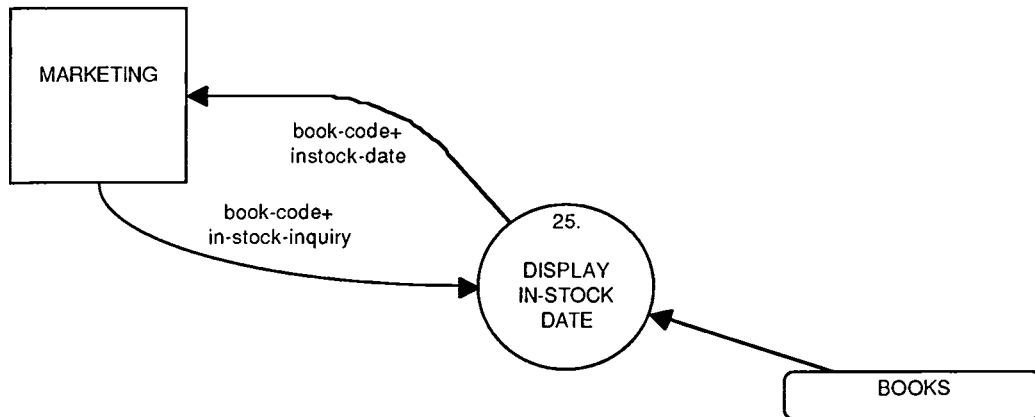 MARKETING
book-code+
instock-date
book-code+
in-stock-inquiry
25.
DISPLAY
IN-STOCK
DATE
BOOKS